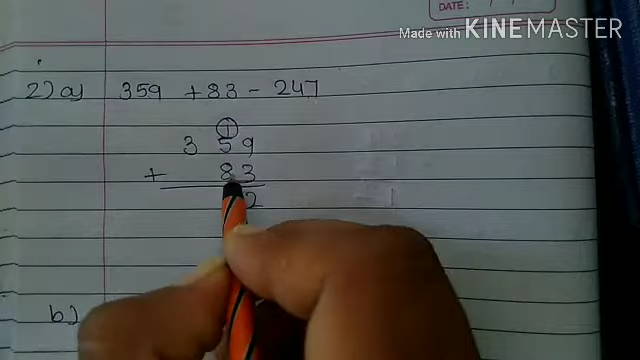 DATE:
Made with KINEMASTER
2) a) 359 + 83 - 247
1
3 5 9
+ 8 3
2
b)